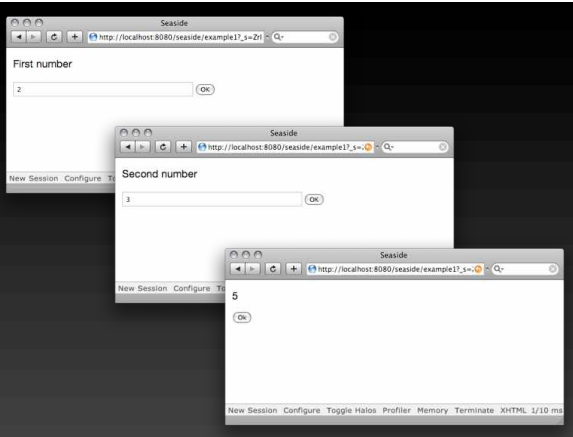 Seaside
http://localhost:8080/seaside/example1?_s=Zrl
First number
2
OK
New Session Configure
Seaside
http://localhost:8080/seaside/example1?_s=
Second number
3
OK
New Session Configure
Seaside
http://localhost:8080/seaside/example1?_s=
5
Ok
New Session Configure Toggle Halos Profiler Memory Terminate XHTML 1/10 ms